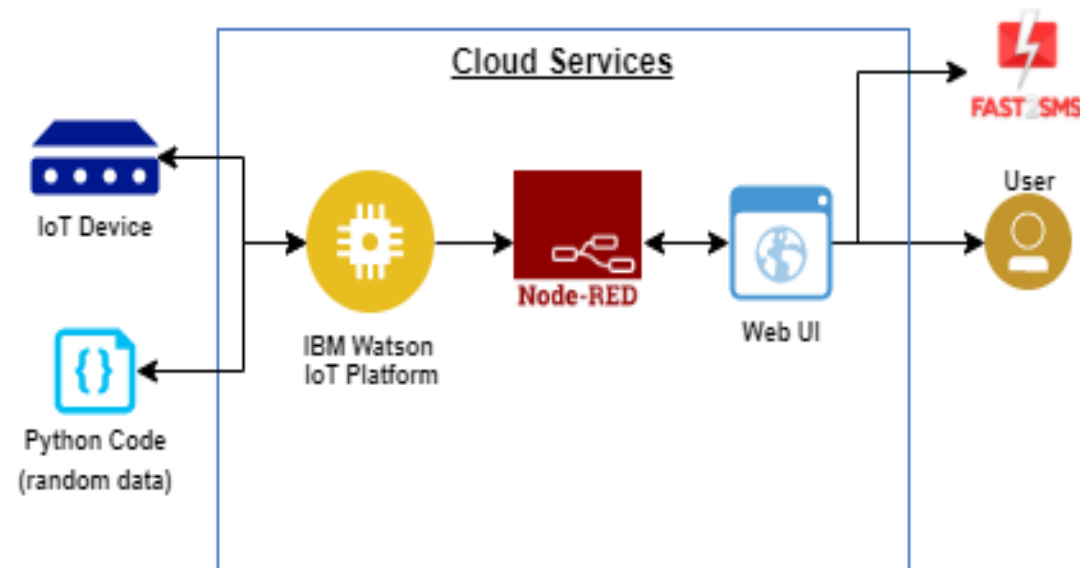 Cloud Services
FAST2SMS
User
IoT Device
Node-RED
Web UI
IBM Watson
IoT Platform
{}
Python Code
(random data)